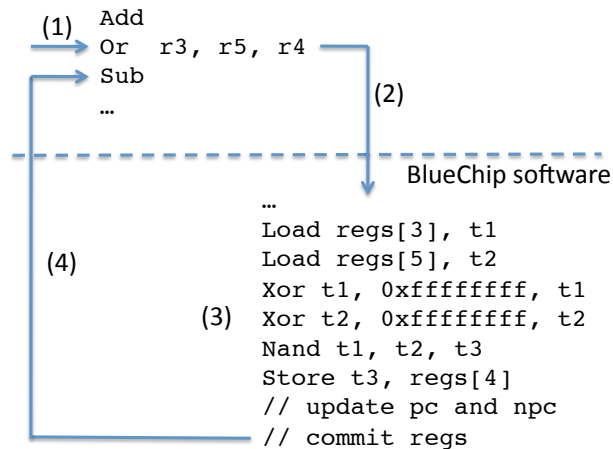 Add
(1)
Or r3, r5, r4
Sub
…
(2)
BlueChip software
…
Load regs[3], t1
Load regs[5], t2
(4)
Xor t1, 0xffffffff, t1
(3)
Xor t2, 0xffffffff, t2
Nand t1, t2, t3
Store t3, regs[4]
// update pc and npc
// commit regs